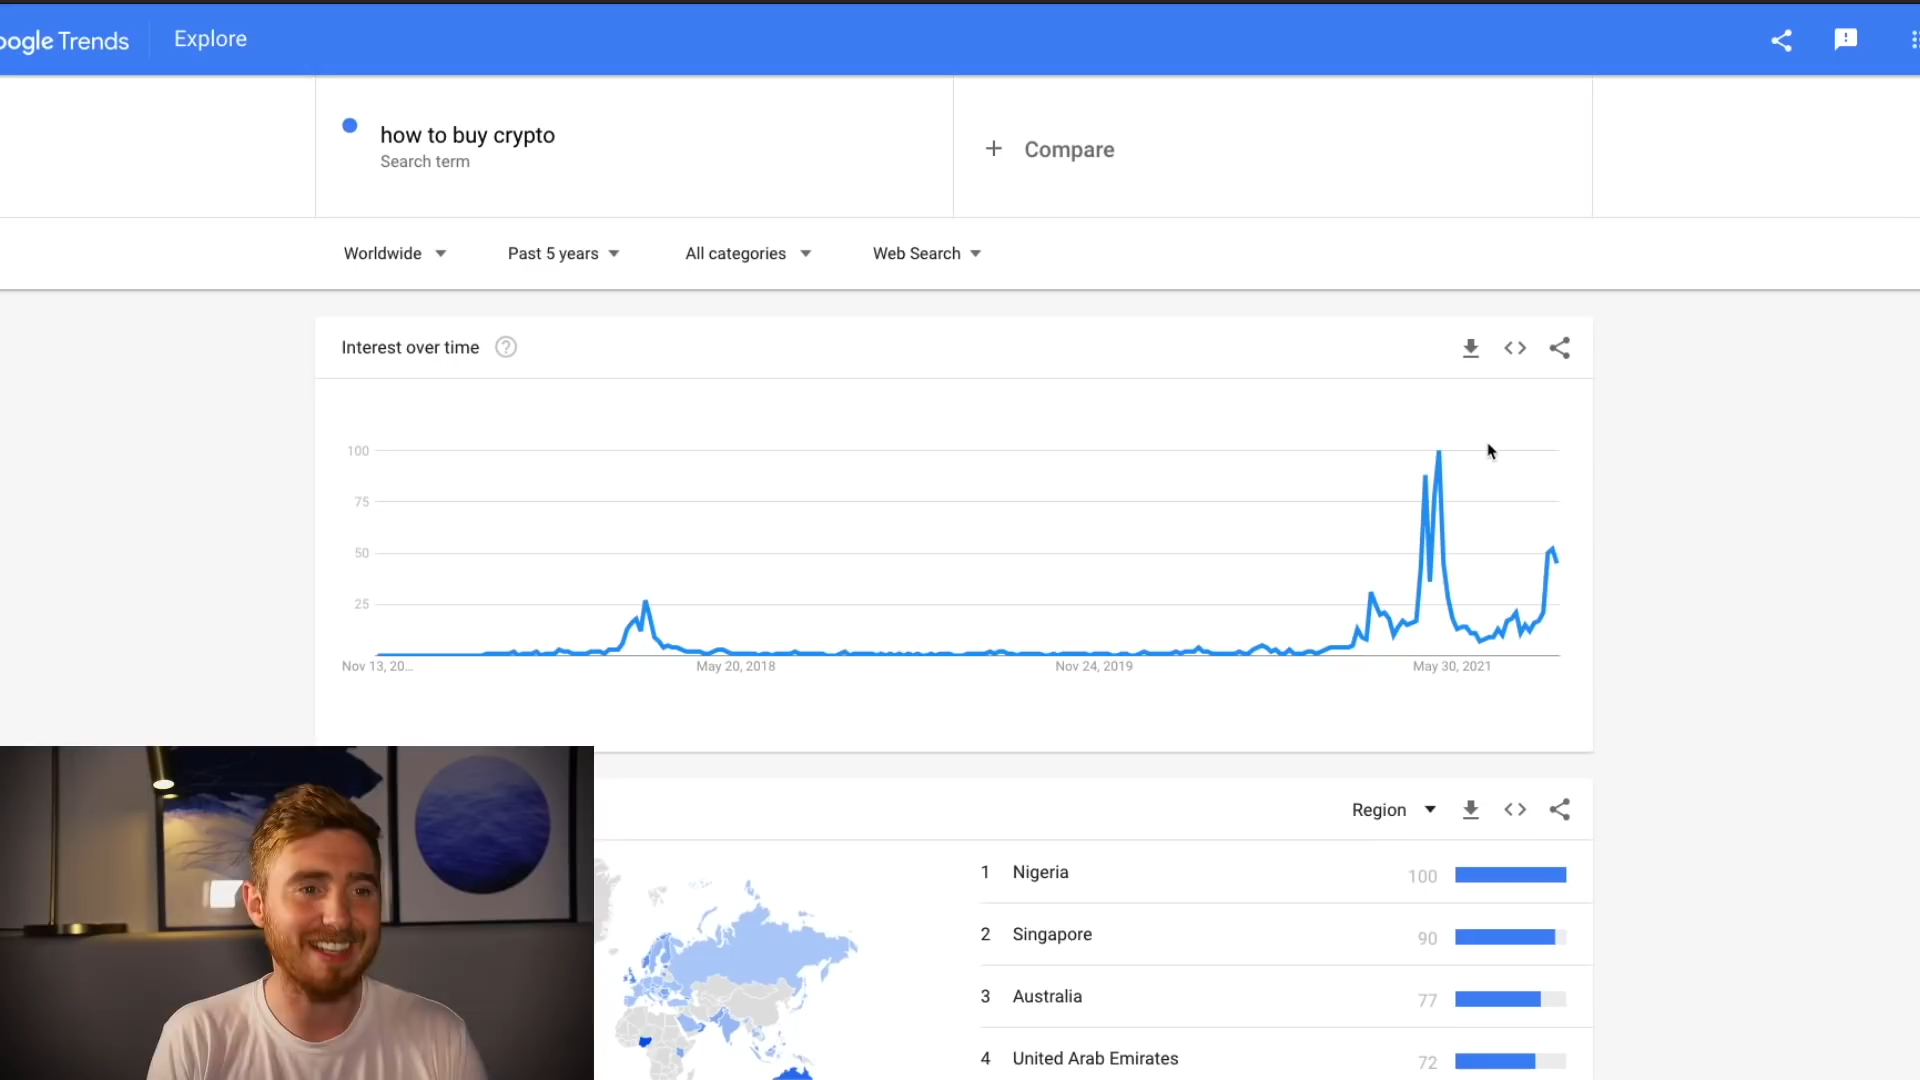 oogle Trends
Explore
how to buy crypto
Search term
+ Compare
Worldwide
Past 5 years
All categories
Web Search
Interest over time
100
75
50
25
Nov 13, 20...
May 20, 2018
Nov 24, 2019
May 30, 2021
Region
1 Nigeria 100
2 Singapore 90
3 Australia 77
4 United Arab Emirates 72